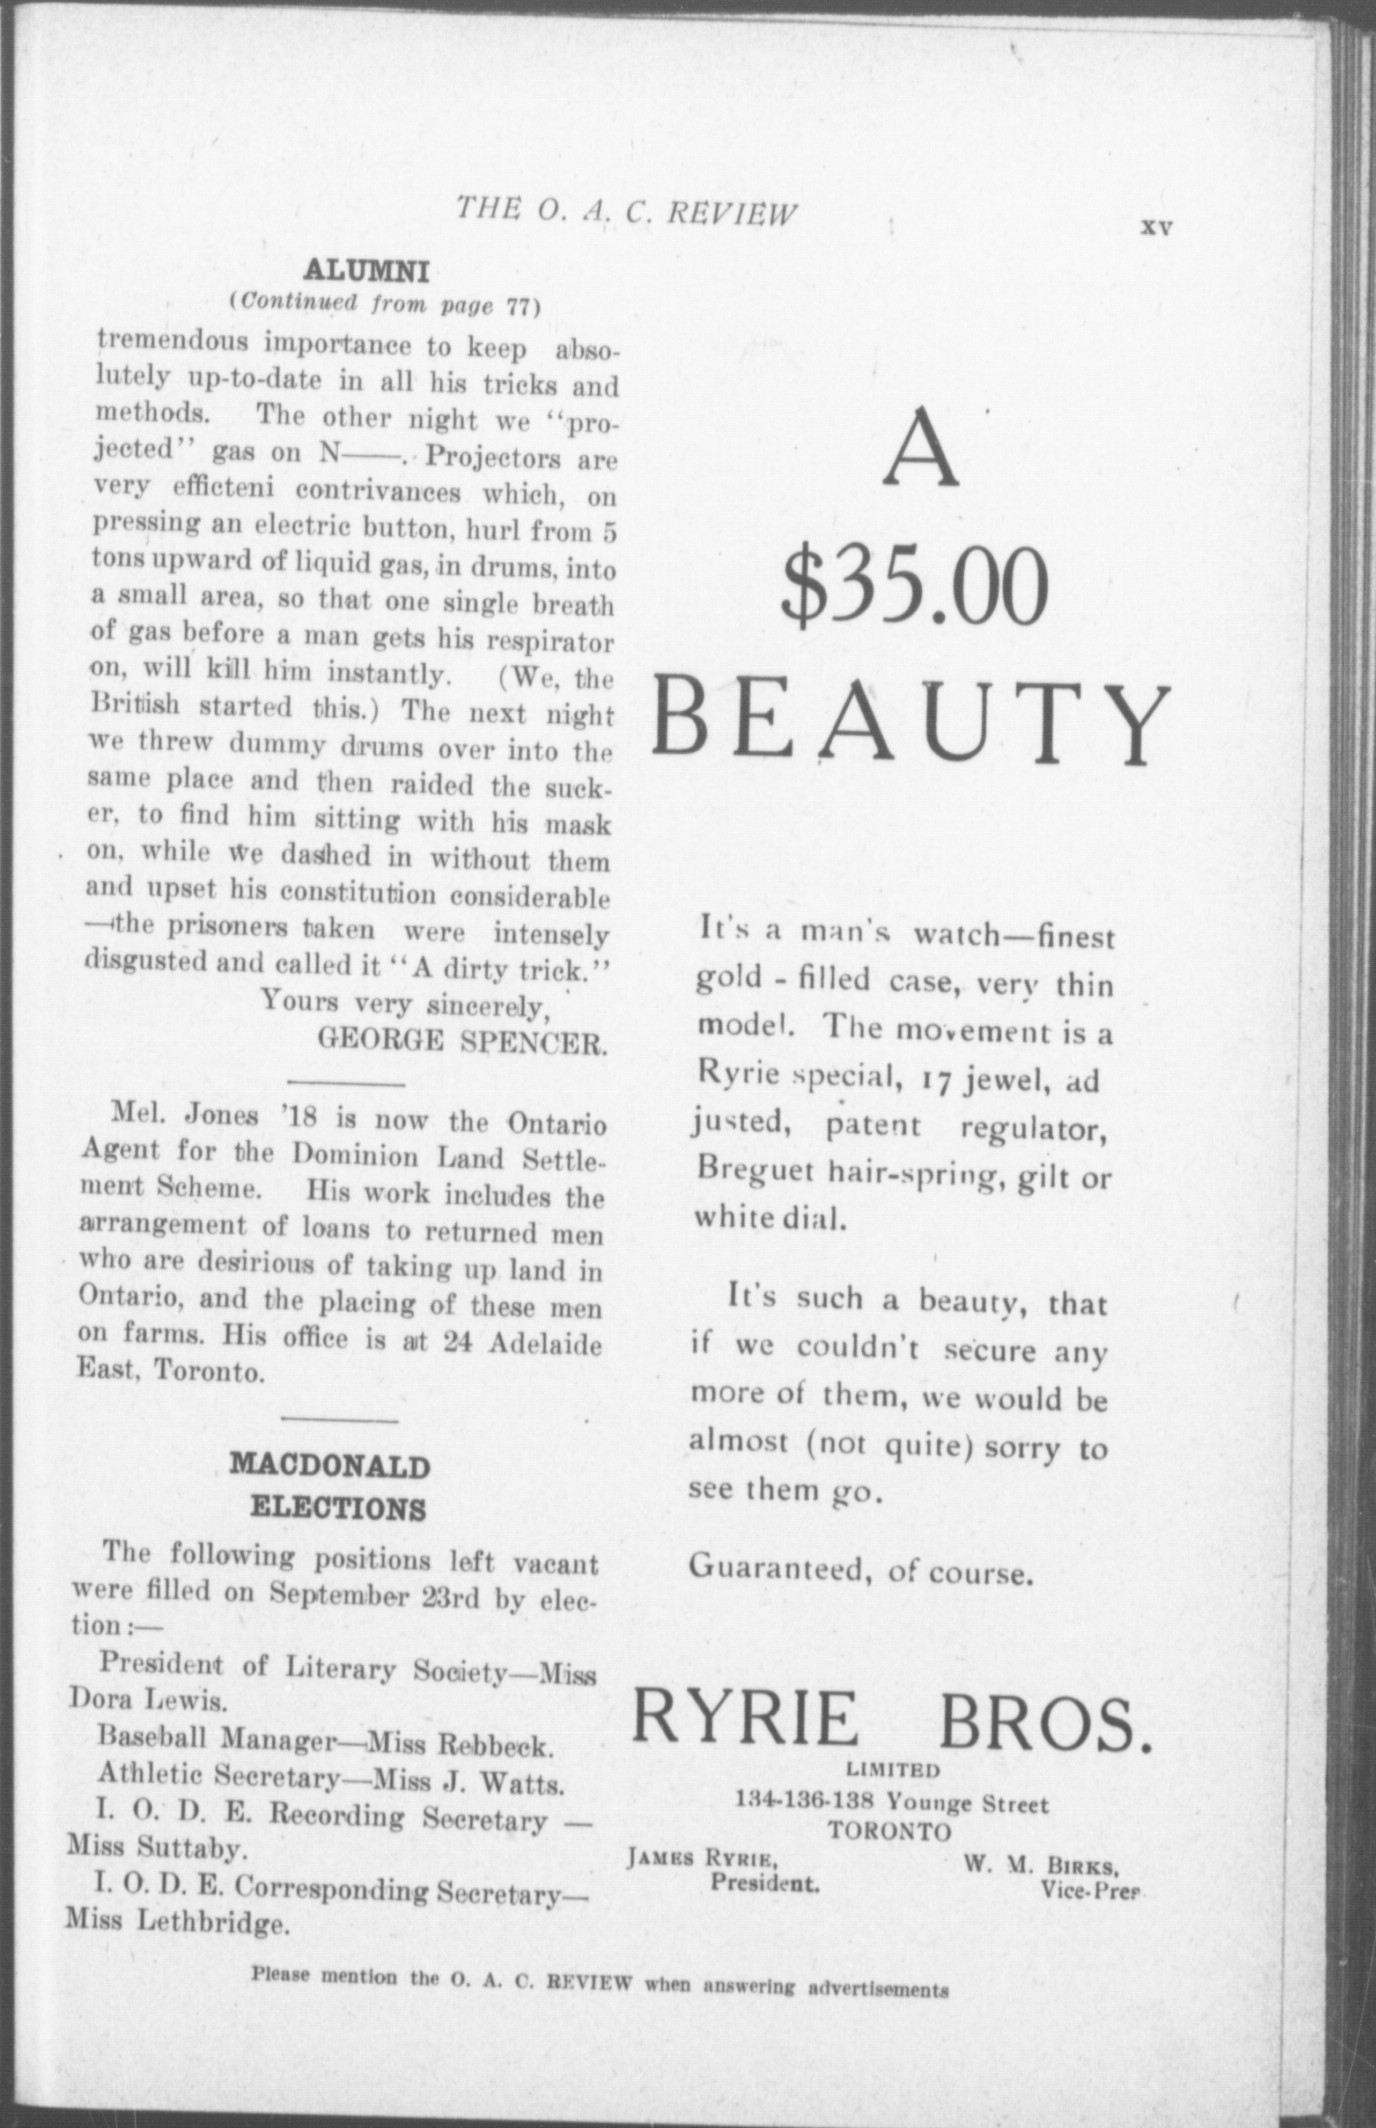 THE O. A. C. REVIEW
xv
ALUMNI
(Continued from page 77)
tremendous importance to keep abso-
lutely up-to-date in all his tricks and
methods. The other night we "pro-
jected" gas on N——. Projectors are
very efficteni contrivances which, on
pressing an electric button, hurl from 5
tons upward of liquid gas, in drums, into
a small area, so that one single breath
of gas before a man gets his respirator
on, will kill him instantly. (We, the
British started this.) The next night
we threw dummy drums over into the
same place and then raided the suck-
er, to find him sitting with his mask
on, while we dashed in without them
and upset his constitution considerable
—the prisoners taken were intensely
disgusted and called it "A dirty trick."
Yours very sincerely,
GEORGE SPENCER.
Mel. Jones '18 is now the Ontario
Agent for the Dominion Land Settle-
ment Scheme. His work includes the
arrangement of loans to returned men
who are desirious of taking up land in
Ontario, and the placing of these men
on farms. His office is at 24 Adelaide
East, Toronto.
MACDONALD
ELECTIONS
The following positions left vacant
were filled on September 23rd by elec-
tion:—
President of Literary Society—Miss
Dora Lewis.
Baseball Manager—Miss Rebbeck.
Athletic Secretary—Miss J. Watts.
I. O. D. E. Recording Secretary —
Miss Suttaby.
I. O. D. E. Corresponding Secretary—
Miss Lethbridge.
A
$35.00
BEAUTY
It's a man's watch—finest
gold - filled case, very thin
model. The movement is a
Ryrie special, 17 jewel, ad
justed, patent regulator,
Breguet hair-spring, gilt or
white dial.
It's such a beauty, that
if we couldn't secure any
more of them, we would be
almost (not quite) sorry to
see them go.
Guaranteed, of course.
RYRIE BROS.
LIMITED
134-136-138 Younge Street
TORONTO
JAMES RYRIE,
President.
W. M. BIRKS,
Vice-Pres.
Please mention the O. A. C. REVIEW when answering advertisements